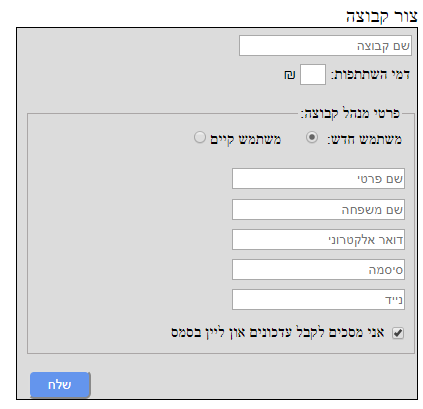 צור קבוצה
שם קבוצה
דמי השתתפות: ₪
פרטי מנהל קבוצה:
משתמש חדש: משתמש קיים
שם פרטי
שם משפחה
דואר אלקטרוני
סיסמה
נייד
אני מסכים לקבל עדכונים און ליין בסמס
שלח